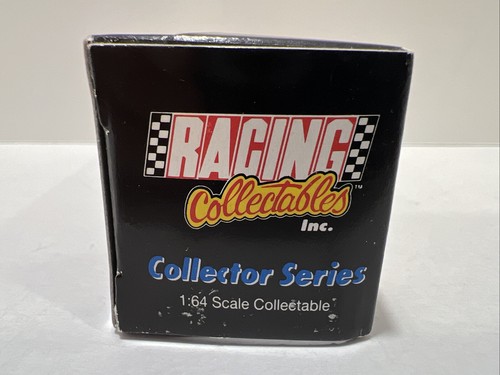 RACING
Collectables™
Inc.
Collector Series
1:64 Scale Collectable